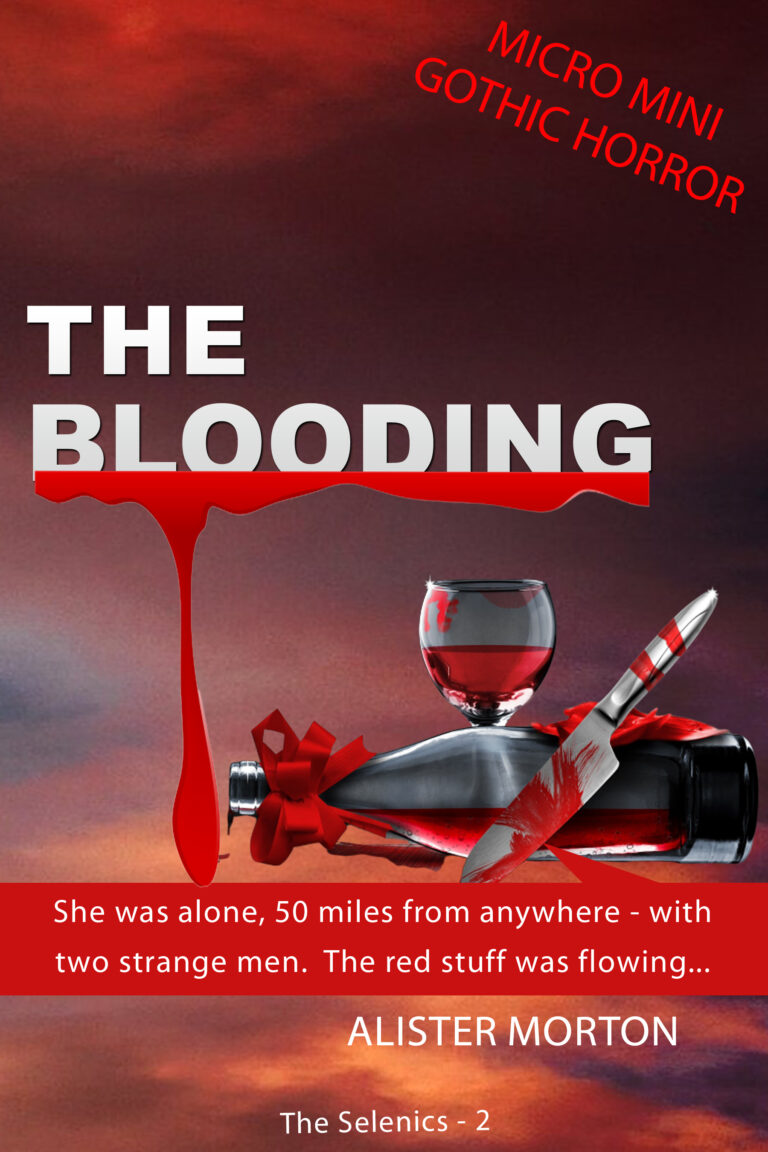 MICRO MINI
GOTHIC HORROR
THE
BLOODING
She was alone, 50 miles from anywhere - with
two strange men.  The red stuff was flowing...
ALISTER MORTON
The Selenics - 2